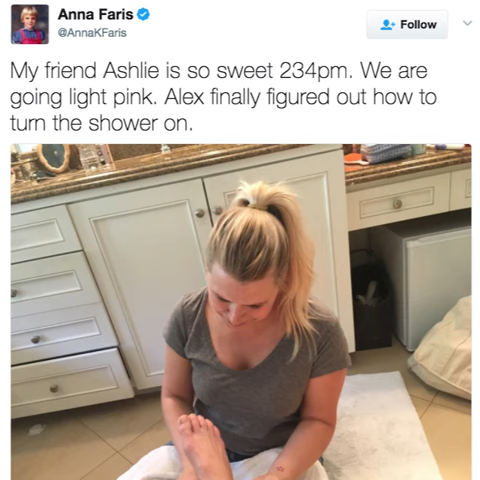 Anna Faris
@AnnaKFaris
Follow
My friend Ashlie is so sweet 234pm. We are
going light pink. Alex finally figured out how to
turn the shower on.